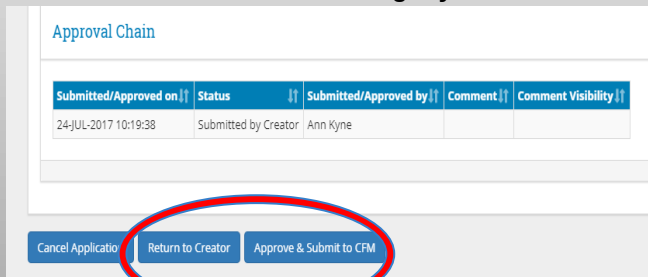 Approval Chain
Submitted/Approved on Status Submitted/Approved by Comment Comment Visibility
24-JUL-2017 10:19:38 Submitted by Creator Ann Kyne
Cancel Application Return to Creator Approve & Submit to CFM